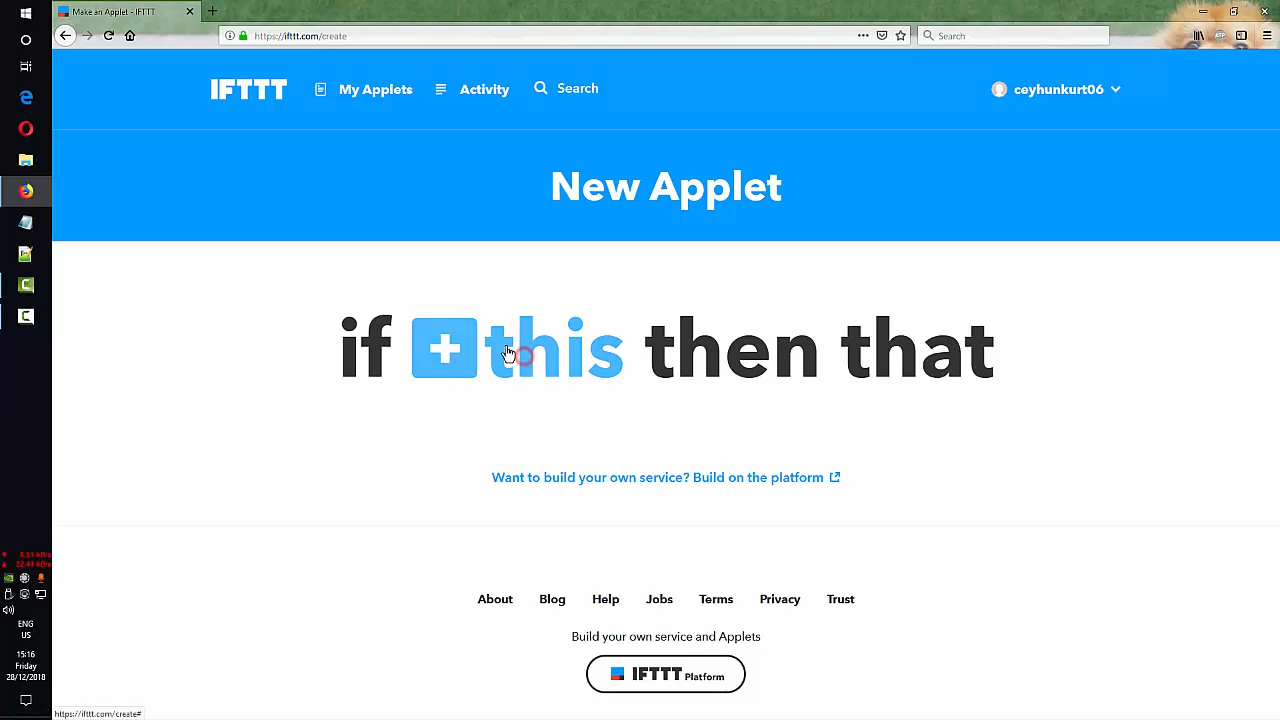 Make an Applet - IFTTT
https://ifttt.com/create
Search
IFTTT
My Applets
Activity
Search
ceyhunkurt06
New Applet
if + this then that
Want to build your own service? Build on the platform
About
Blog
Help
Jobs
Terms
Privacy
Trust
Build your own service and Applets
IFTTT Platform
ENG
US
15:16
Friday
28/12/2018
https://ifttt.com/create#